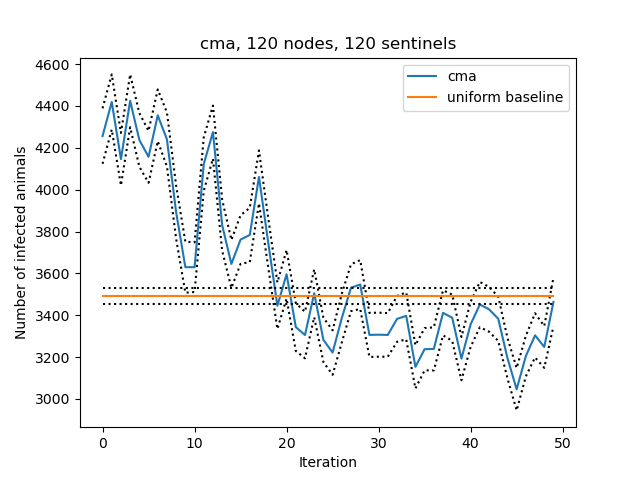 cma, 120 nodes, 120 sentinels
cma
uniform baseline
4600
4400
4200
4000
3800
3600
3400
3200
3000
Number of infected animals
0 10 20 30 40 50
Iteration